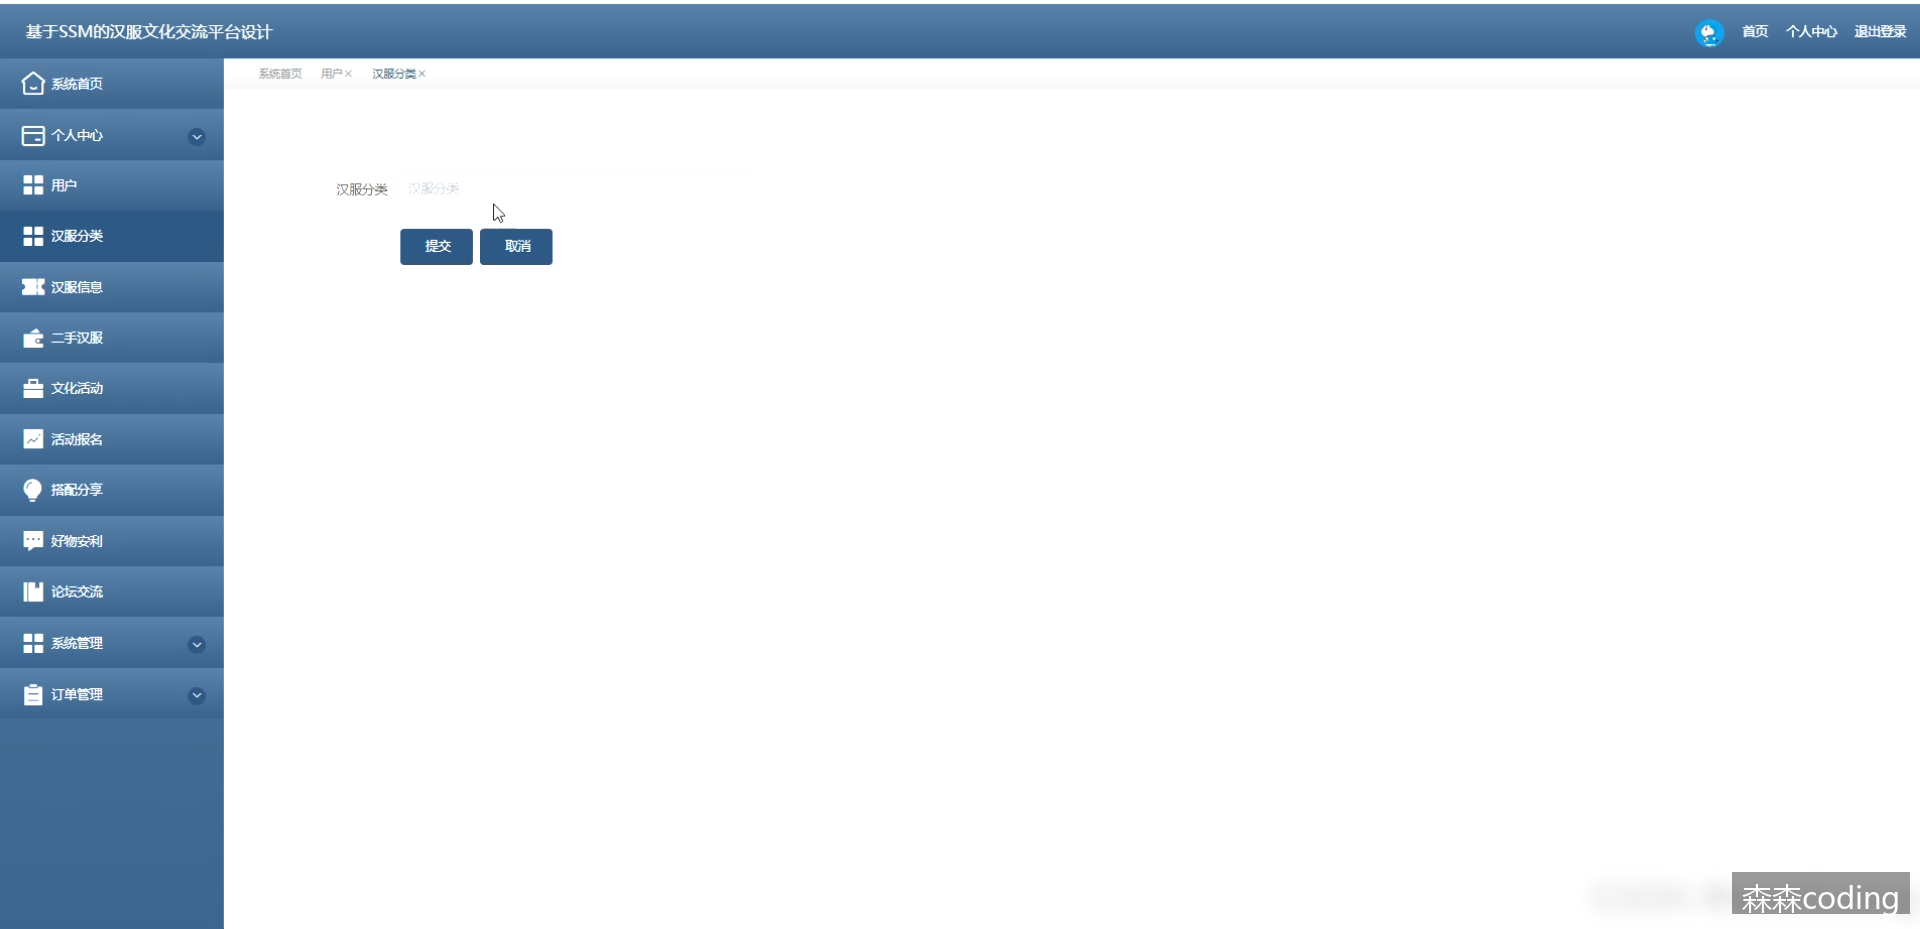 基于SSM的汉服文化交流平台设计
首页 个人中心 退出登录
系统首页
个人中心
用户
汉服分类
汉服信息
二手汉服
文化活动
活动报名
搭配分享
好物安利
论坛交流
系统管理
订单管理
系统首页 用户× 汉服分类×
汉服分类 汉服分类
提交 取消
森森coding